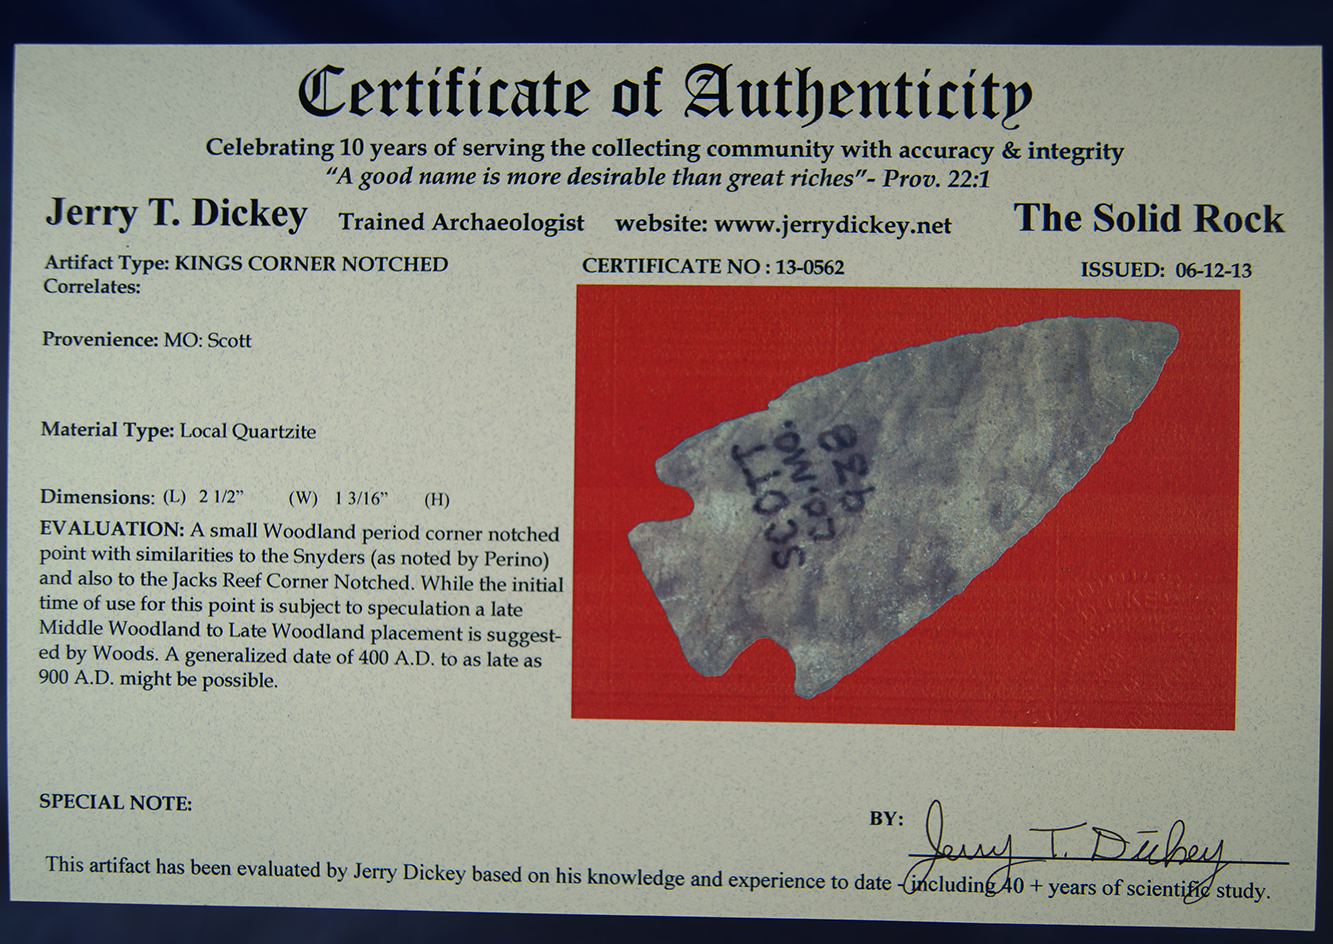 Certificate of Authenticity
Celebrating 10 years of serving the collecting community with accuracy & integrity
“A good name is more desirable than great riches”- Prov. 22:1
Jerry T. Dickey Trained Archaeologist website: www.jerrydickey.net The Solid Rock
Artifact Type: KINGS CORNER NOTCHED
Correlates:
CERTIFICATE NO : 13-0562
ISSUED: 06-12-13
Provenience: MO: Scott
Material Type: Local Quartzite
Dimensions: (L) 2 1/2” (W) 1 3/16” (H)
EVALUATION: A small Woodland period corner notched
point with similarities to the Snyders (as noted by Perino)
and also to the Jacks Reef Corner Notched. While the initial
time of use for this point is subject to speculation a late
Middle Woodland to Late Woodland placement is suggest-
ed by Woods. A generalized date of 400 A.D. to as late as
900 A.D. might be possible.
SCOTT
CO. MO.
SPECIAL NOTE:
BY: Jerry T. Dickey
This artifact has been evaluated by Jerry Dickey based on his knowledge and experience to date - including 40 + years of scientific study.